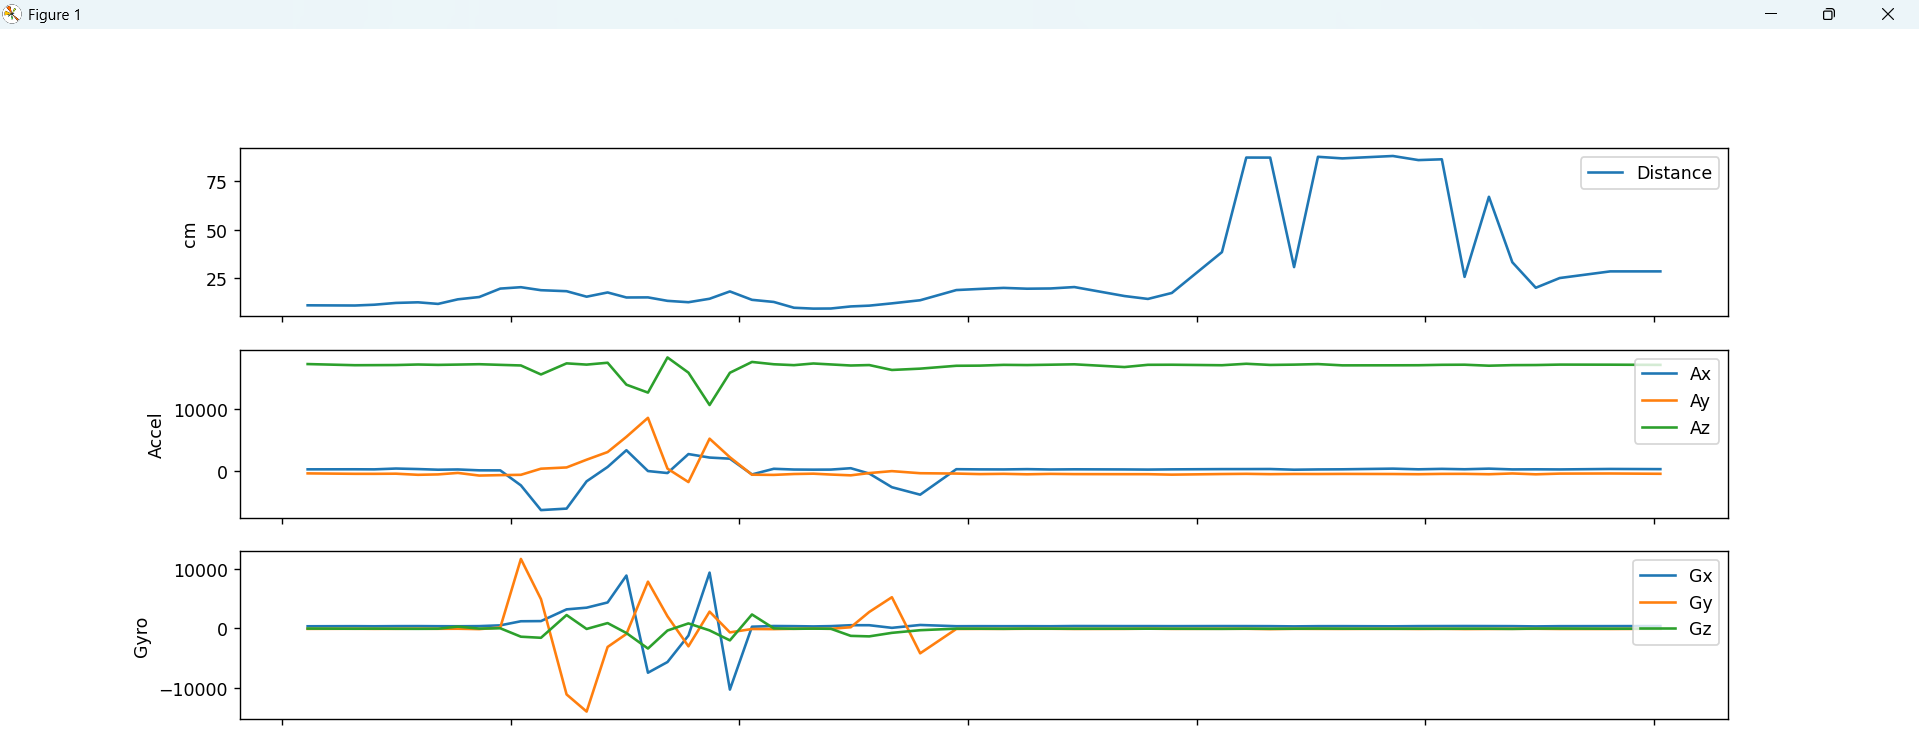 Figure 1
75
50
25
cm
Distance
10000
0
Accel
Ax
Ay
Az
10000
0
−10000
Gyro
Gx
Gy
Gz